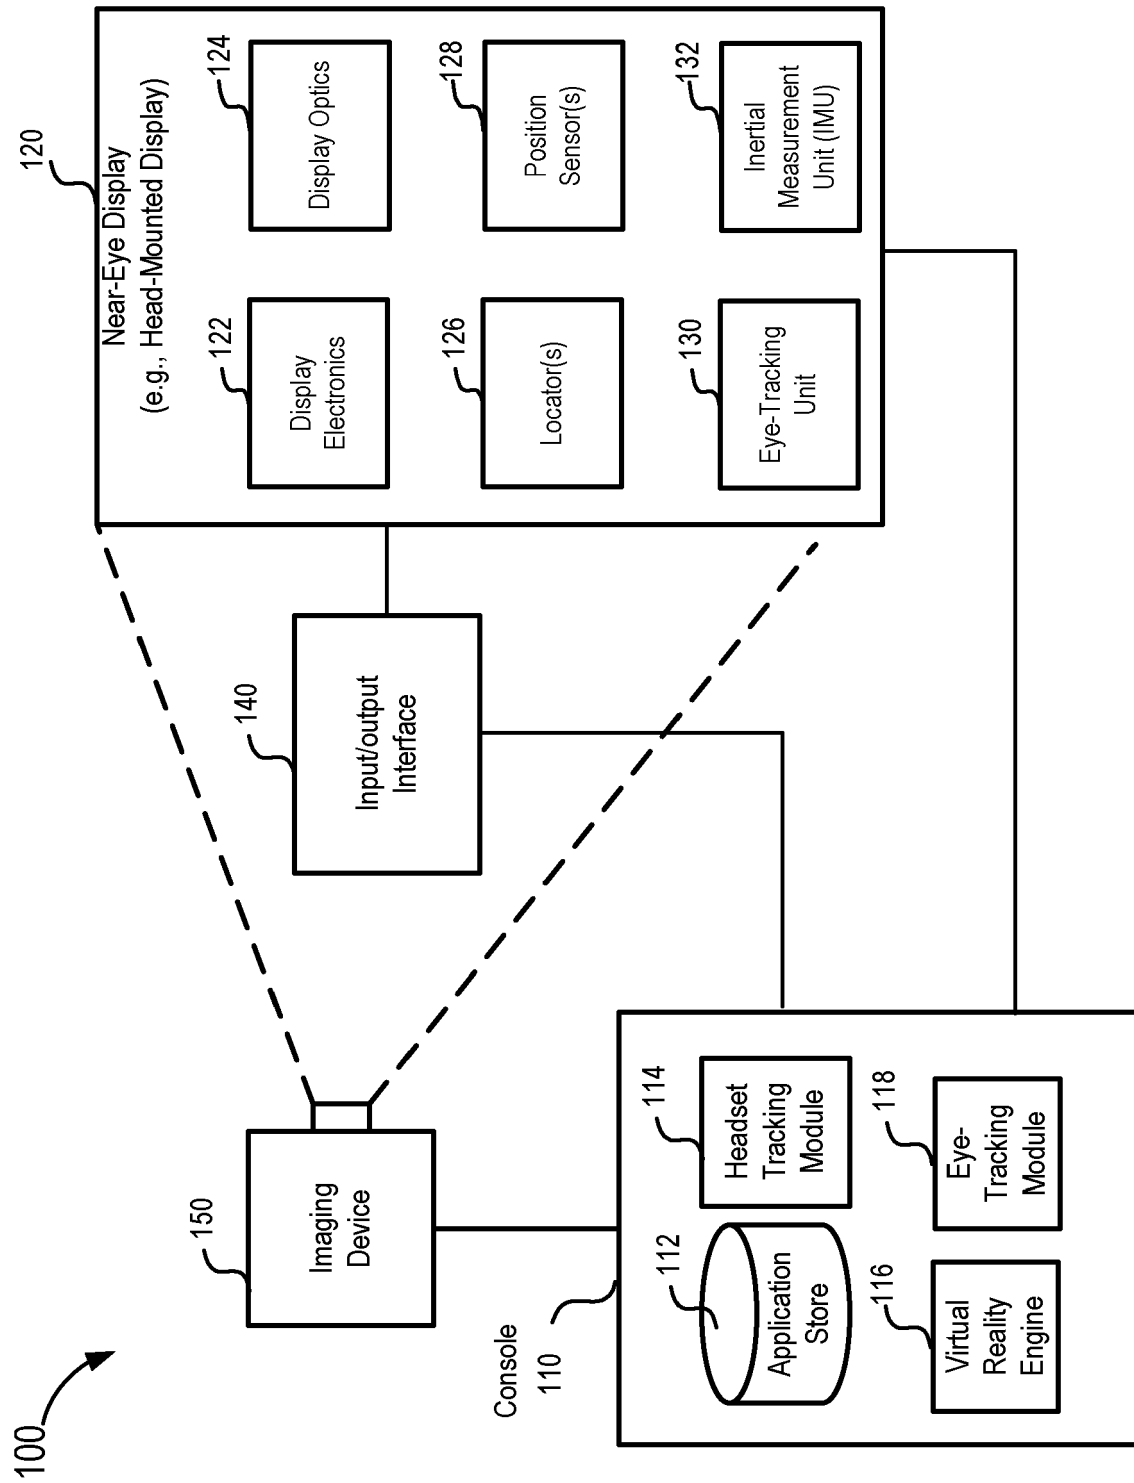 100
150
Imaging
Device
140
Input/output
Interface
120
Near-Eye Display
(e.g., Head-Mounted Display)
122
Display
Electronics
124
Display Optics
126
Locator(s)
128
Position
Sensor(s)
130
Eye-Tracking
Unit
132
Inertial
Measurement
Unit (IMU)
Console
110
112
Application
Store
114
Headset
Tracking
Module
116
Virtual
Reality
Engine
118
Eye-
Tracking
Module